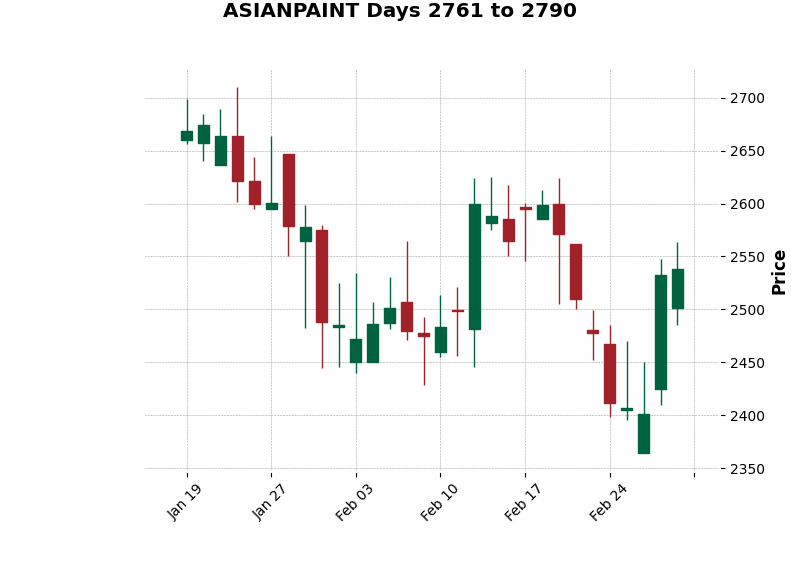 ASIANPAINT Days 2761 to 2790
2700
2650
2600
2550
2500
2450
2400
2350
Price
Jan 19
Jan 27
Feb 03
Feb 10
Feb 17
Feb 24